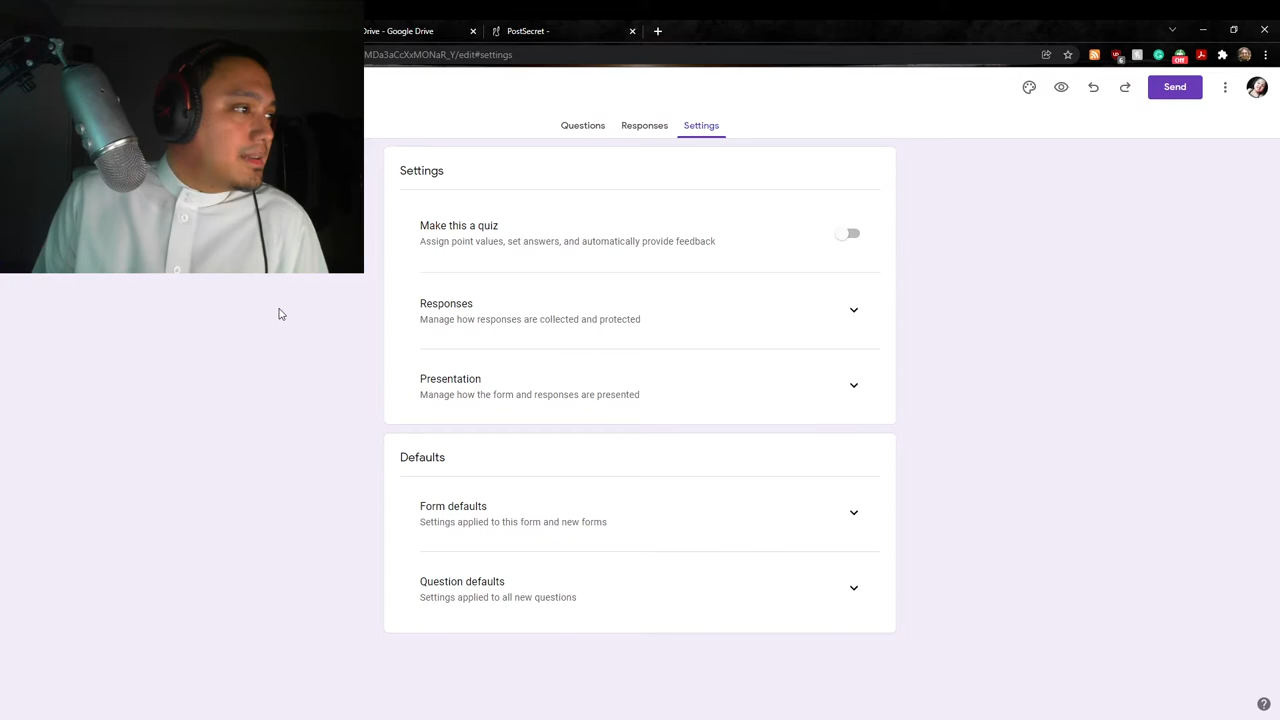 Drive - Google Drive
PostSecret -
MDa3aCcXxMONaR_Y/edit#settings
6
Off
Send
Questions
Responses
Settings
Settings
Make this a quiz
Assign point values, set answers, and automatically provide feedback
Responses
Manage how responses are collected and protected
Presentation
Manage how the form and responses are presented
Defaults
Form defaults
Settings applied to this form and new forms
Question defaults
Settings applied to all new questions